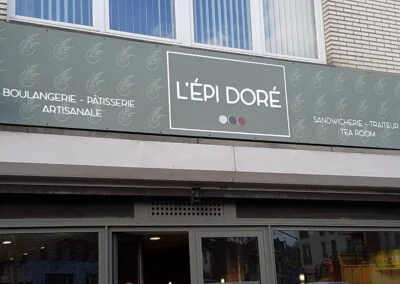 BOULANGERIE - PÂTISSERIE
ARTISANALE
L'ÉPI DORÉ
SANDWICHERIE - TRAITEUR
TEA ROOM